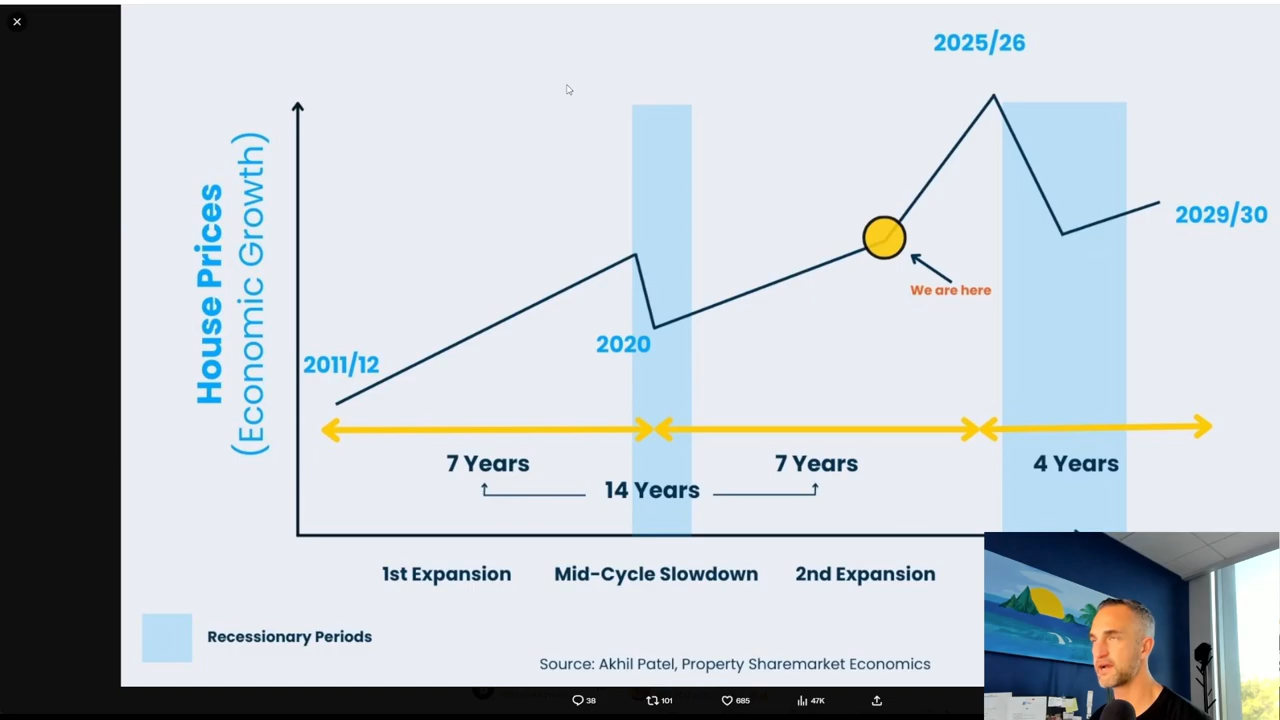 2025/26
House Prices
(Economic Growth)
2029/30
We are here
2020
2011/12
7 Years
7 Years
4 Years
14 Years
1st Expansion
Mid-Cycle Slowdown
2nd Expansion
Recessionary Periods
Source: Akhil Patel, Property Sharemarket Economics
38
101
685
47K